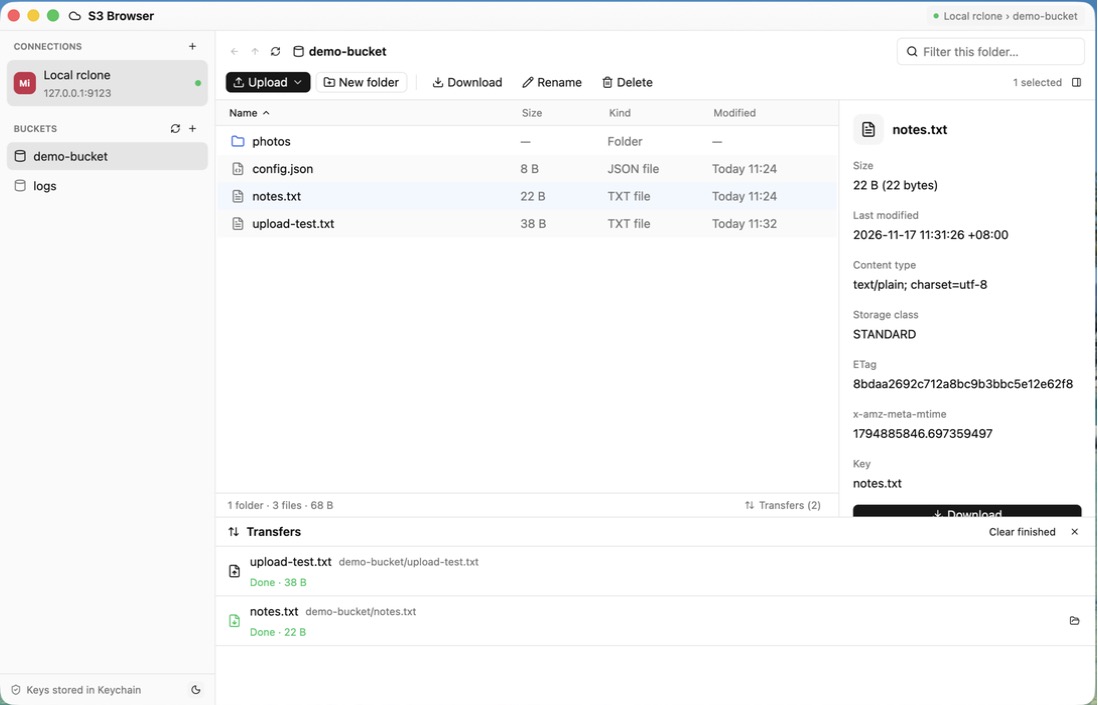 S3 Browser
Local rclone › demo-bucket
CONNECTIONS
Mi
Local rclone
127.0.0.1:9123
BUCKETS
demo-bucket
logs
Keys stored in Keychain
demo-bucket
Filter this folder...
Upload
New folder
Download
Rename
Delete
1 selected
Name Size Kind Modified
photos — Folder —
config.json 8 B JSON file Today 11:24
notes.txt 22 B TXT file Today 11:24
upload-test.txt 38 B TXT file Today 11:32
1 folder · 3 files · 68 B
Transfers (2)
notes.txt
Size
22 B (22 bytes)
Last modified
2026-11-17 11:31:26 +08:00
Content type
text/plain; charset=utf-8
Storage class
STANDARD
ETag
8bdaa2692c712a8bc9b3bbc5e12e62f8
x-amz-meta-mtime
1794885846.697359497
Key
notes.txt
Download
Transfers
Clear finished
upload-test.txt demo-bucket/upload-test.txt
Done · 38 B
notes.txt demo-bucket/notes.txt
Done · 22 B